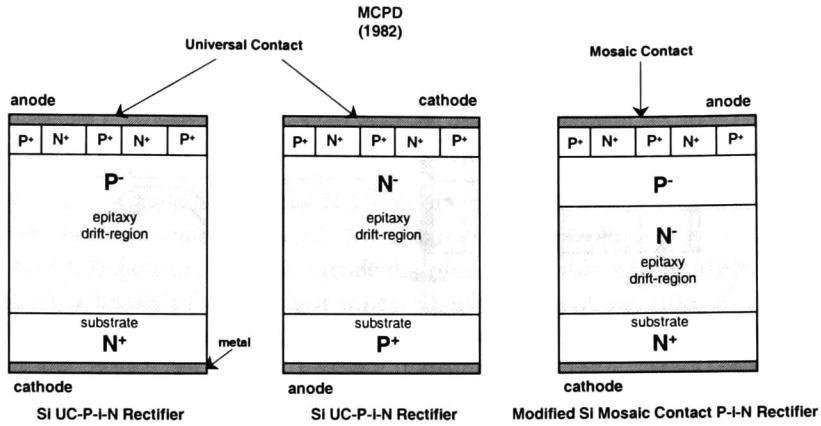 MCPD
(1982)
Universal Contact
Mosaic Contact
anode
P+ N+ P+ N+ P+
P-
epitaxy
drift-region
substrate
N+
metal
cathode
Si UC-P-i-N Rectifier
cathode
P+ N+ P+ N+ P+
N-
epitaxy
drift-region
substrate
P+
anode
Si UC-P-i-N Rectifier
anode
P+ N+ P+ N+ P+
P-
N-
epitaxy
drift-region
substrate
N+
cathode
Modified Si Mosaic Contact P-i-N Rectifier